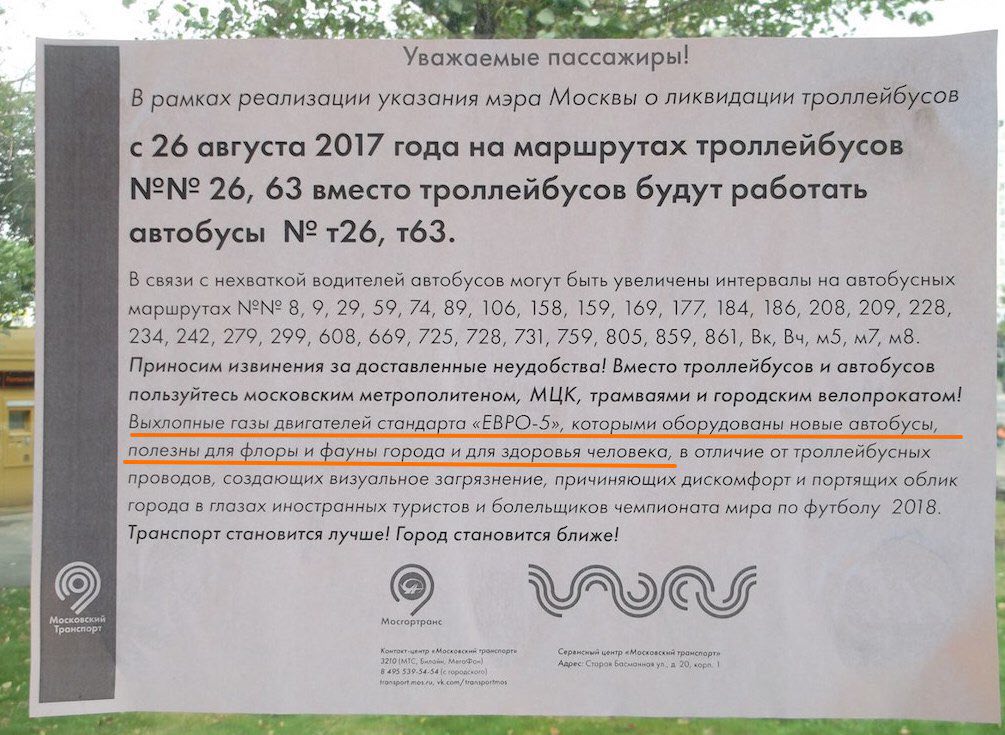 Уважаемые пассажиры!
В рамках реализации указания мэра Москвы о ликвидации троллейбусов
с 26 августа 2017 года на маршрутах троллейбусов
№№ 26, 63 вместо троллейбусов будут работать
автобусы № т26, т63.
В связи с нехваткой водителей автобусов могут быть увеличены интервалы на автобусных
маршрутах №№ 8, 9, 29, 59, 74, 89, 106, 158, 159, 169, 177, 184, 186, 208, 209, 228,
234, 242, 279, 299, 608, 669, 725, 728, 731, 759, 805, 859, 861, Вк, Вч, м5, м7, м8.
Приносим извинения за доставленные неудобства! Вместо троллейбусов и автобусов
пользуйтесь московским метрополитеном, МЦК, трамваями и городским велопрокатом!
Выхлопные газы двигателей стандарта «ЕВРО-5», которыми оборудованы новые автобусы,
полезны для флоры и фауны города и для здоровья человека, в отличие от троллейбусных
проводов, создающих визуальное загрязнение, причиняющих дискомфорт и портящих облик
города в глазах иностранных туристов и болельщиков чемпионата мира по футболу 2018.
Транспорт становится лучше! Город становится ближе!
Московский
Транспорт
Мосгортранс
Контакт-центр «Московский транспорт»
3210 (МТС, Билайн, МегаФон)
8 495 539-54-54 (с городского)
transport.mos.ru, vk.com/transportmos
Сервисный центр «Московский транспорт»
Адрес: Старая Басманная ул., д. 20, корп. 1